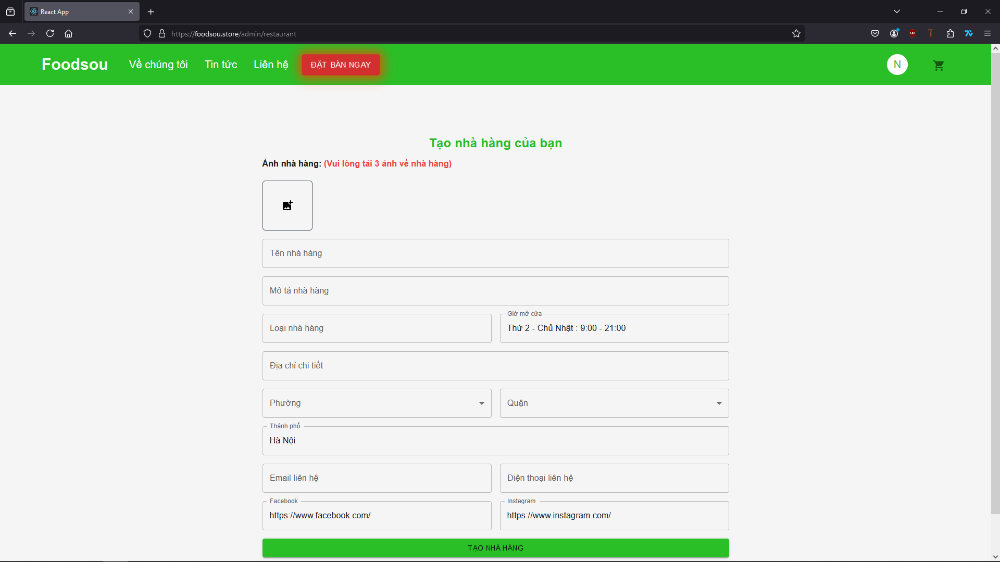 React App
https://foodsou.store/admin/restaurant
Foodsou
Về chúng tôi
Tin tức
Liên hệ
ĐẶT BÀN NGAY
N
Tạo nhà hàng của bạn
Ảnh nhà hàng: (Vui lòng tải 3 ảnh về nhà hàng)
Tên nhà hàng
Mô tả nhà hàng
Loại nhà hàng
Giờ mở cửa
Thứ 2 - Chủ Nhật : 9:00 - 21:00
Địa chỉ chi tiết
Phường
Quận
Thành phố
Hà Nội
Email liên hệ
Điện thoại liên hệ
Facebook
https://www.facebook.com/
Instagram
https://www.instagram.com/
TẠO NHÀ HÀNG